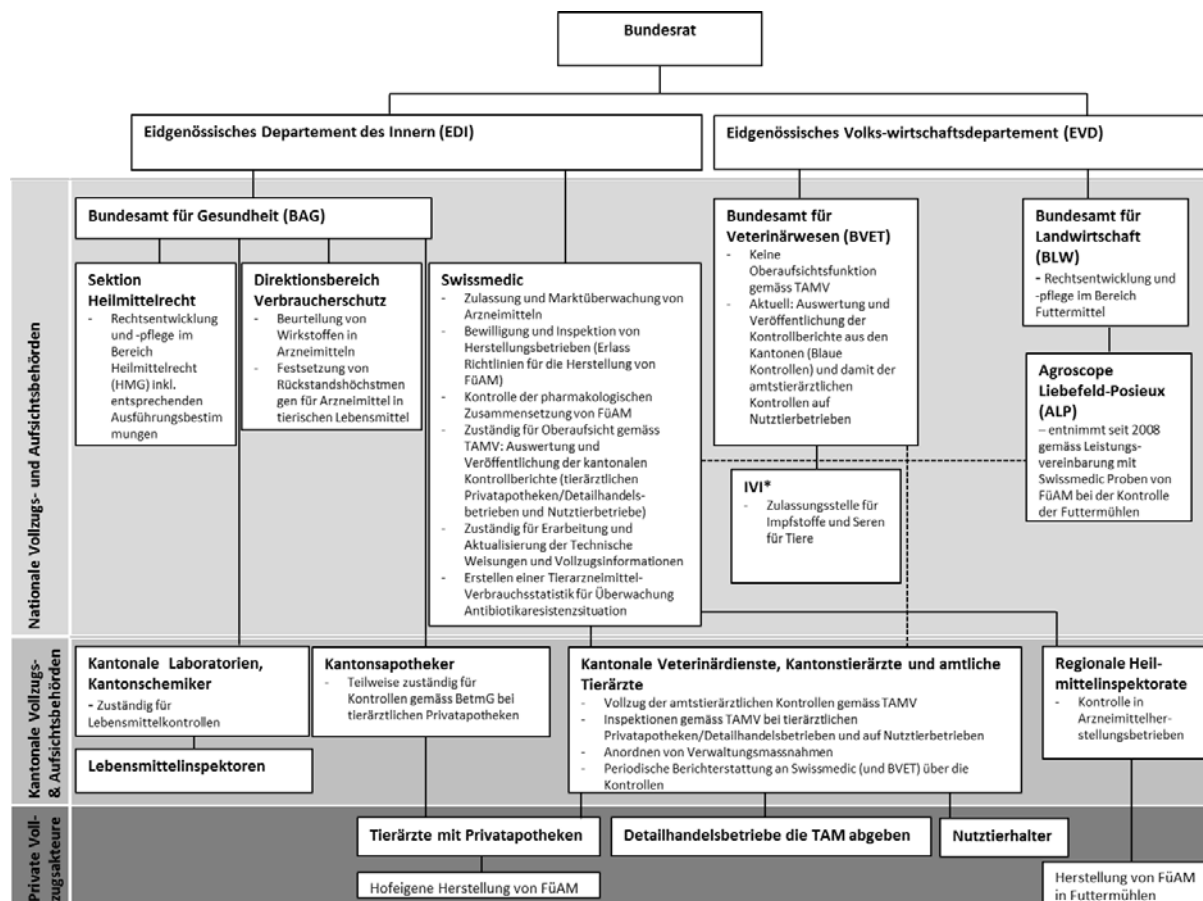 Bundesrat
Eidgenössisches Departement des Innern (EDI)
Eidgenössisches Volks-wirtschaftsdepartement (EVD)
Nationale Vollzugs- und Aufsichtsbehörden
Bundesamt für Gesundheit (BAG)
Sektion
Heilmittelrecht
- Rechtsentwicklung
und -pflege im
Bereich
Heilmittelrecht
(HMG) inkl.
entsprechenden
Ausführungsbestim
mungen
Direktionsbereich
Verbraucherschutz
- Beurteilung von
Wirkstoffen in
Arzneimitteln
- Festsetzung von
Rückstandshöchstmen
gen für Arzneimittel in
tierischen Lebensmittel
Swissmedic
- Zulassung und Marktüberwachung von
Arzneimitteln
- Bewilligung und Inspektion von
Herstellungsbetrieben (Erlass
Richtlinien für die Herstellung von
FüAM)
- Kontrolle der pharmakologischen
Zusammensetzung von FüAM
- Zuständig für Oberaufsicht gemäss
TAMV: Auswertung und
Veröffentlichung der kantonalen
Kontrollberichte (tierärztlichen
Privatapotheken/Detailhandels-
betrieben und Nutztierbetriebe)
- Zuständig für Erarbeitung und
Aktualisierung der Technische
Weisungen und Vollzugsinformationen
- Erstellen einer Tierarzneimittel-
Verbrauchsstatistik für Überwachung
Antibiotikaresistenzsituation
Bundesamt für
Veterinärwesen (BVET)
- Keine
Oberaufsichtsfunktion
gemäss TAMV
- Aktuell: Auswertung und
Veröffentlichung der
Kontrollberichte aus den
Kantonen (Blaue
Kontrollen) und damit der
amtstierärztlichen
Kontrollen auf
Nutztierbetrieben
IVI*
- Zulassungsstelle für
Impfstoffe und Seren
für Tiere
Bundesamt für
Landwirtschaft
(BLW)
- Rechtsentwicklung und
-pflege im Bereich
Futtermittel
Agroscope
Liebefeld-Posieux
(ALP)
– entnimmt seit 2008
gemäss Leistungs-
vereinbarung mit
Swissmedic Proben von
FüAM bei der Kontrolle
der Futtermühlen
Kantonale Vollzugs-
& Aufsichtsbehörden
Kantonale Laboratorien,
Kantonschemiker
- Zuständig für
Lebensmittelkontrollen
Lebensmittelinspektoren
Kantonsapotheker
- Teilweise zuständig für
Kontrollen gemäss BetmG bei
tierärztlichen Privatapotheken
Kantonale Veterinärdienste, Kantonstierärzte und amtliche
Tierärzte
- Vollzug der amtstierärztlichen Kontrollen gemäss TAMV
- Inspektionen gemäss TAMV bei tierärztlichen
Privatapotheken/Detailhandelsbetrieben und auf Nutztierbetrieben
- Anordnen von Verwaltungsmassnahmen
- Periodische Berichterstattung an Swissmedic (und BVET) über die
Kontrollen
Regionale Heil-
mittelinspektorate
- Kontrolle in
Arzneimittelher-
stellungsbetrieben
Private Voll-
zugsakteure
Tierärzte mit Privatapotheken
Hofeigene Herstellung von FüAM
Detailhandelsbetriebe die TAM abgeben
Nutztierhalter
Herstellung von FüAM
in Futtermühlen